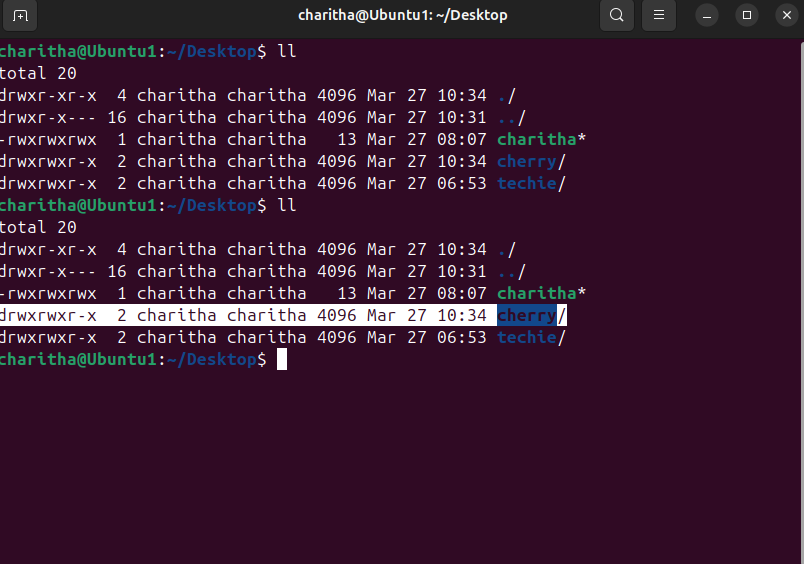 charitha@Ubuntu1: ~/Desktop
charitha@Ubuntu1:~/Desktop$ ll
total 20
drwxr-xr-x  4 charitha charitha 4096 Mar 27 10:34 ./
drwxr-x--- 16 charitha charitha 4096 Mar 27 10:31 ../
-rwxrwxrwx  1 charitha charitha   13 Mar 27 08:07 charitha*
drwxrwxr-x  2 charitha charitha 4096 Mar 27 10:34 cherry/
drwxrwxr-x  2 charitha charitha 4096 Mar 27 06:53 techie/
charitha@Ubuntu1:~/Desktop$ ll
total 20
drwxr-xr-x  4 charitha charitha 4096 Mar 27 10:34 ./
drwxr-x--- 16 charitha charitha 4096 Mar 27 10:31 ../
-rwxrwxrwx  1 charitha charitha   13 Mar 27 08:07 charitha*
drwxrwxr-x  2 charitha charitha 4096 Mar 27 10:34 cherry/
drwxrwxr-x  2 charitha charitha 4096 Mar 27 06:53 techie/
charitha@Ubuntu1:~/Desktop$